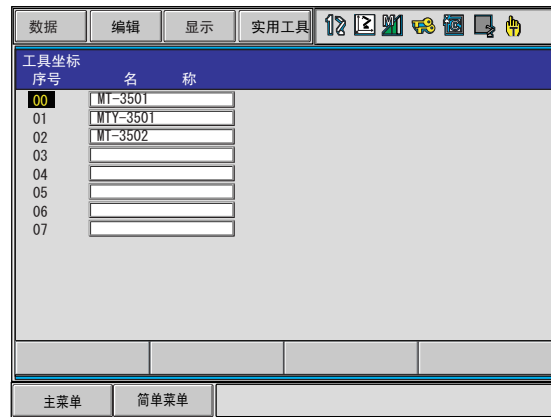 数据 编辑 显示 实用工具
工具坐标
序号 名 称
00 MT-3501
01 MTY-3501
02 MT-3502
03
04
05
06
07
主菜单 简单菜单